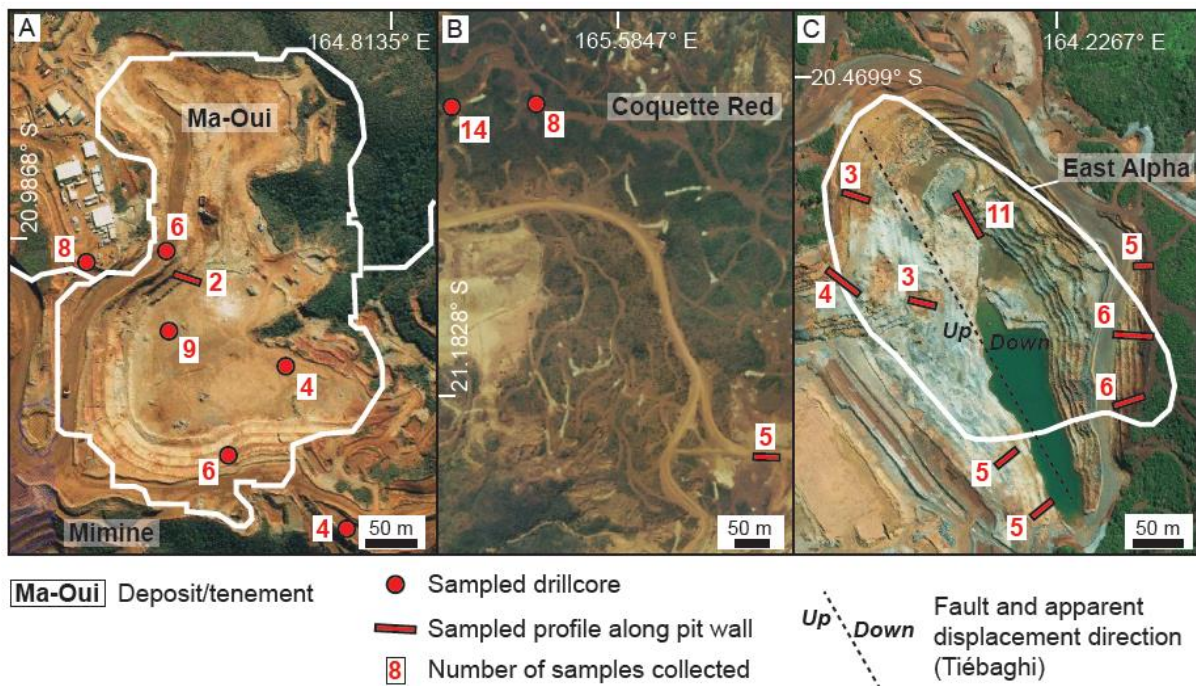 A
164.8135° E
Ma-Oui
20.9868° S
8
6
2
9
4
6
4
Mimine
50 m
B
165.5847° E
14
8
Coquette Red
21.1828° S
5
50 m
C
164.2267° E
20.4699° S
East Alpha
3
11
5
4
3
6
Up Down
6
5
5
50 m
Ma-Oui Deposit/tenement
Sampled drillcore
Sampled profile along pit wall
8 Number of samples collected
Up Down
Fault and apparent
displacement direction
(Tiébaghi)